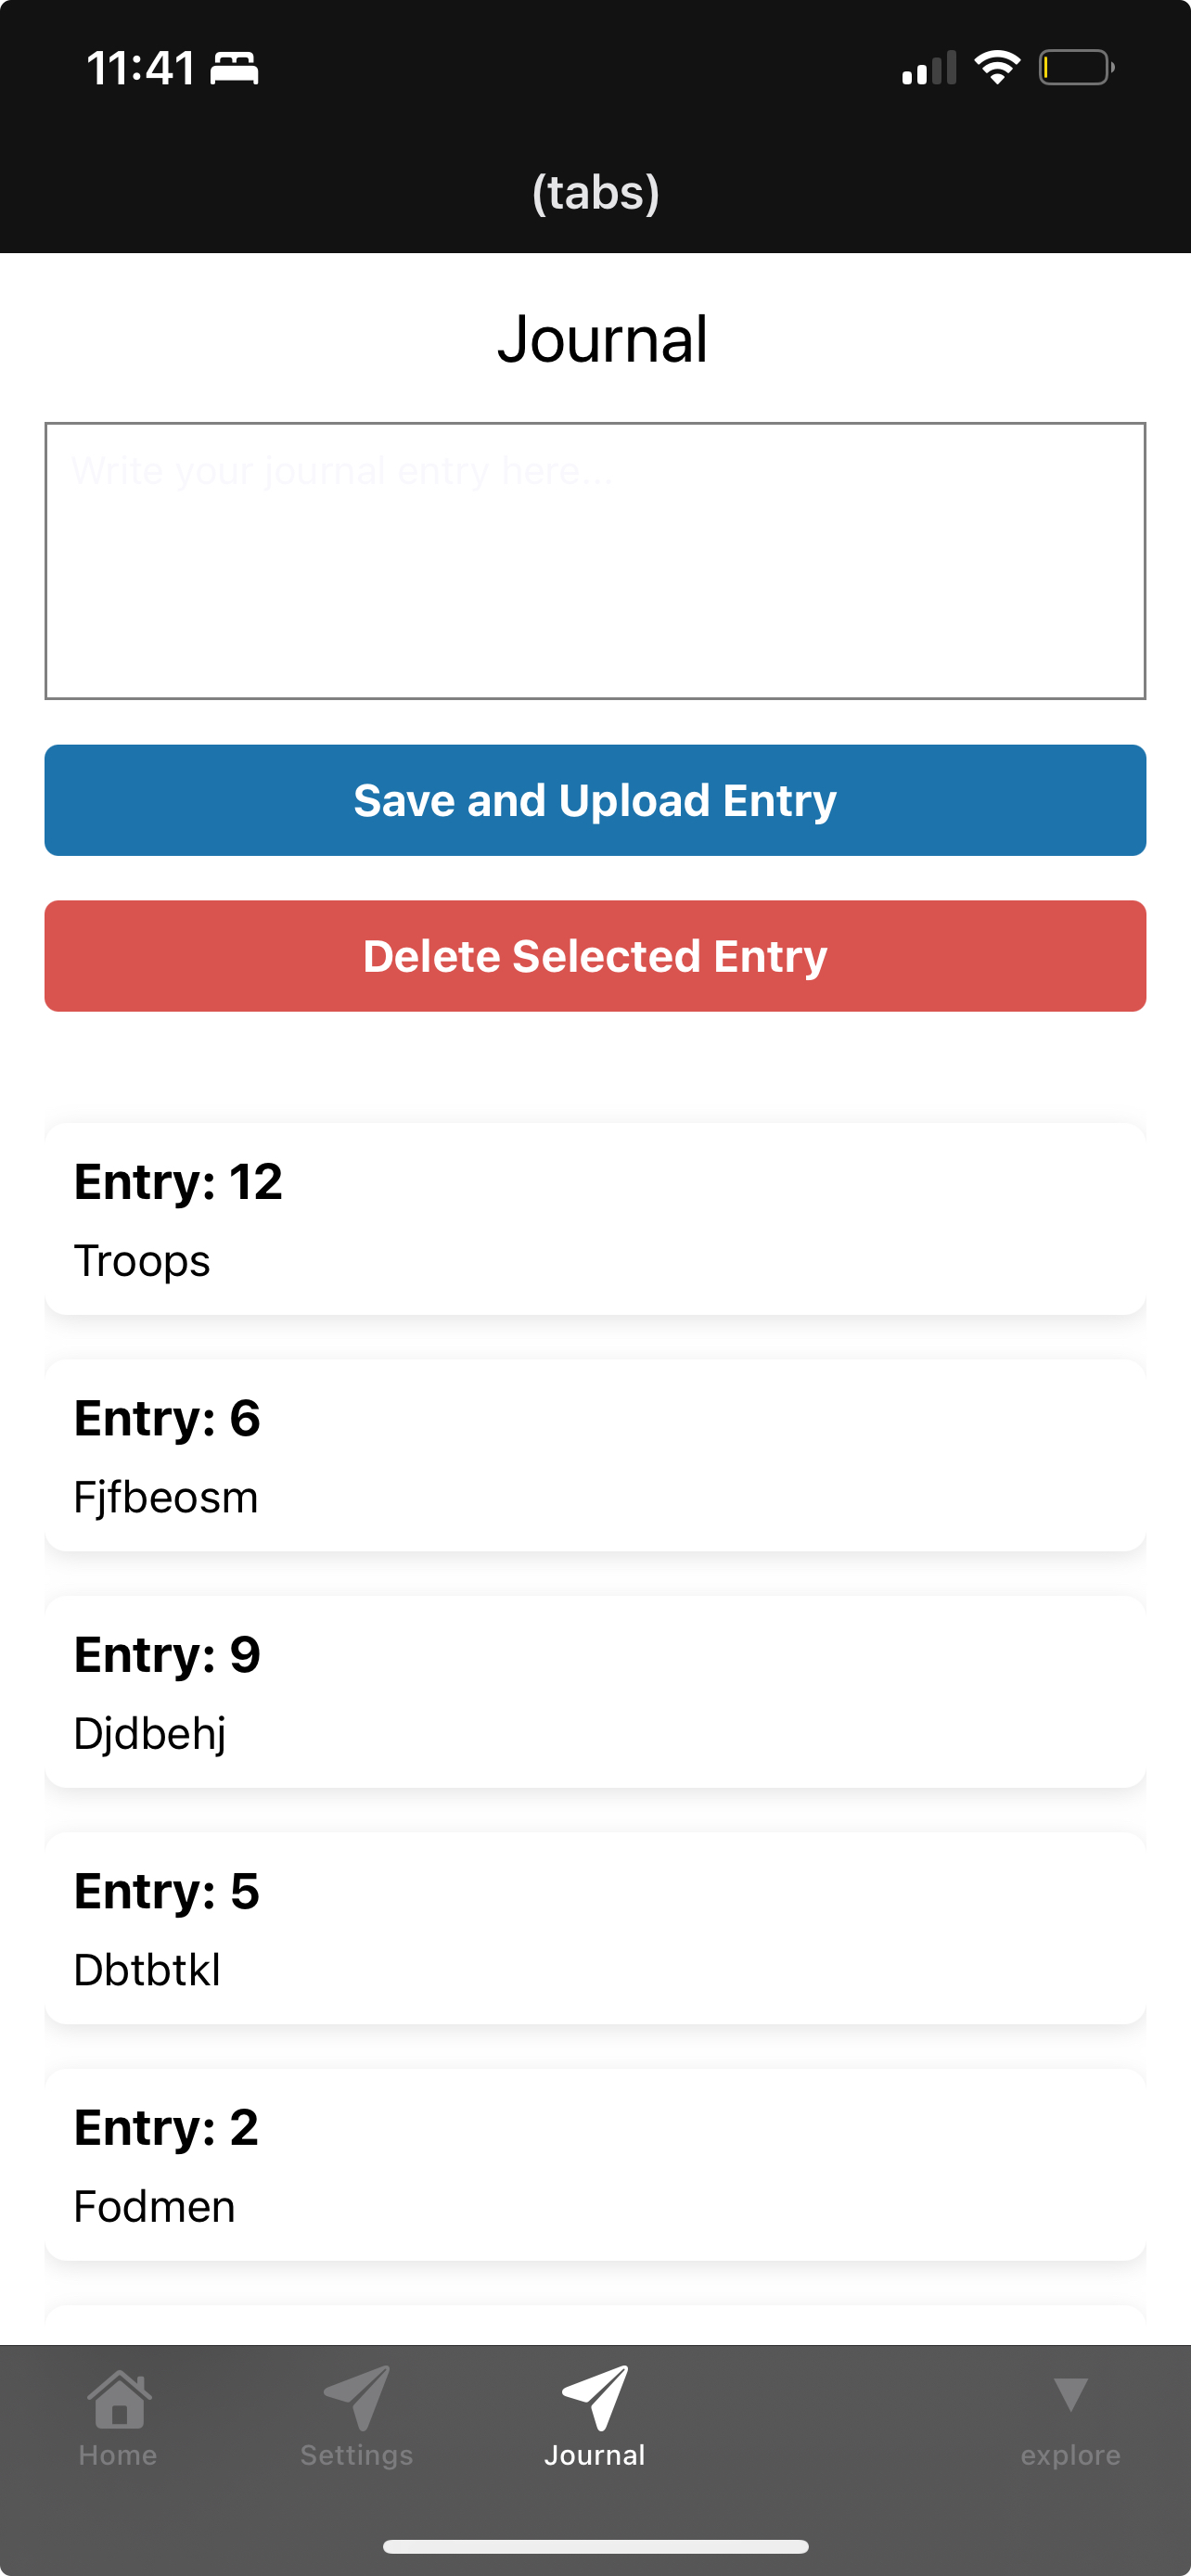 11:41
(tabs)
Journal
Write your journal entry here...
Save and Upload Entry
Delete Selected Entry
Entry: 12
Troops
Entry: 6
Fjfbeosm
Entry: 9
Djdbehj
Entry: 5
Dbtbtkl
Entry: 2
Fodmen
Home Settings Journal explore